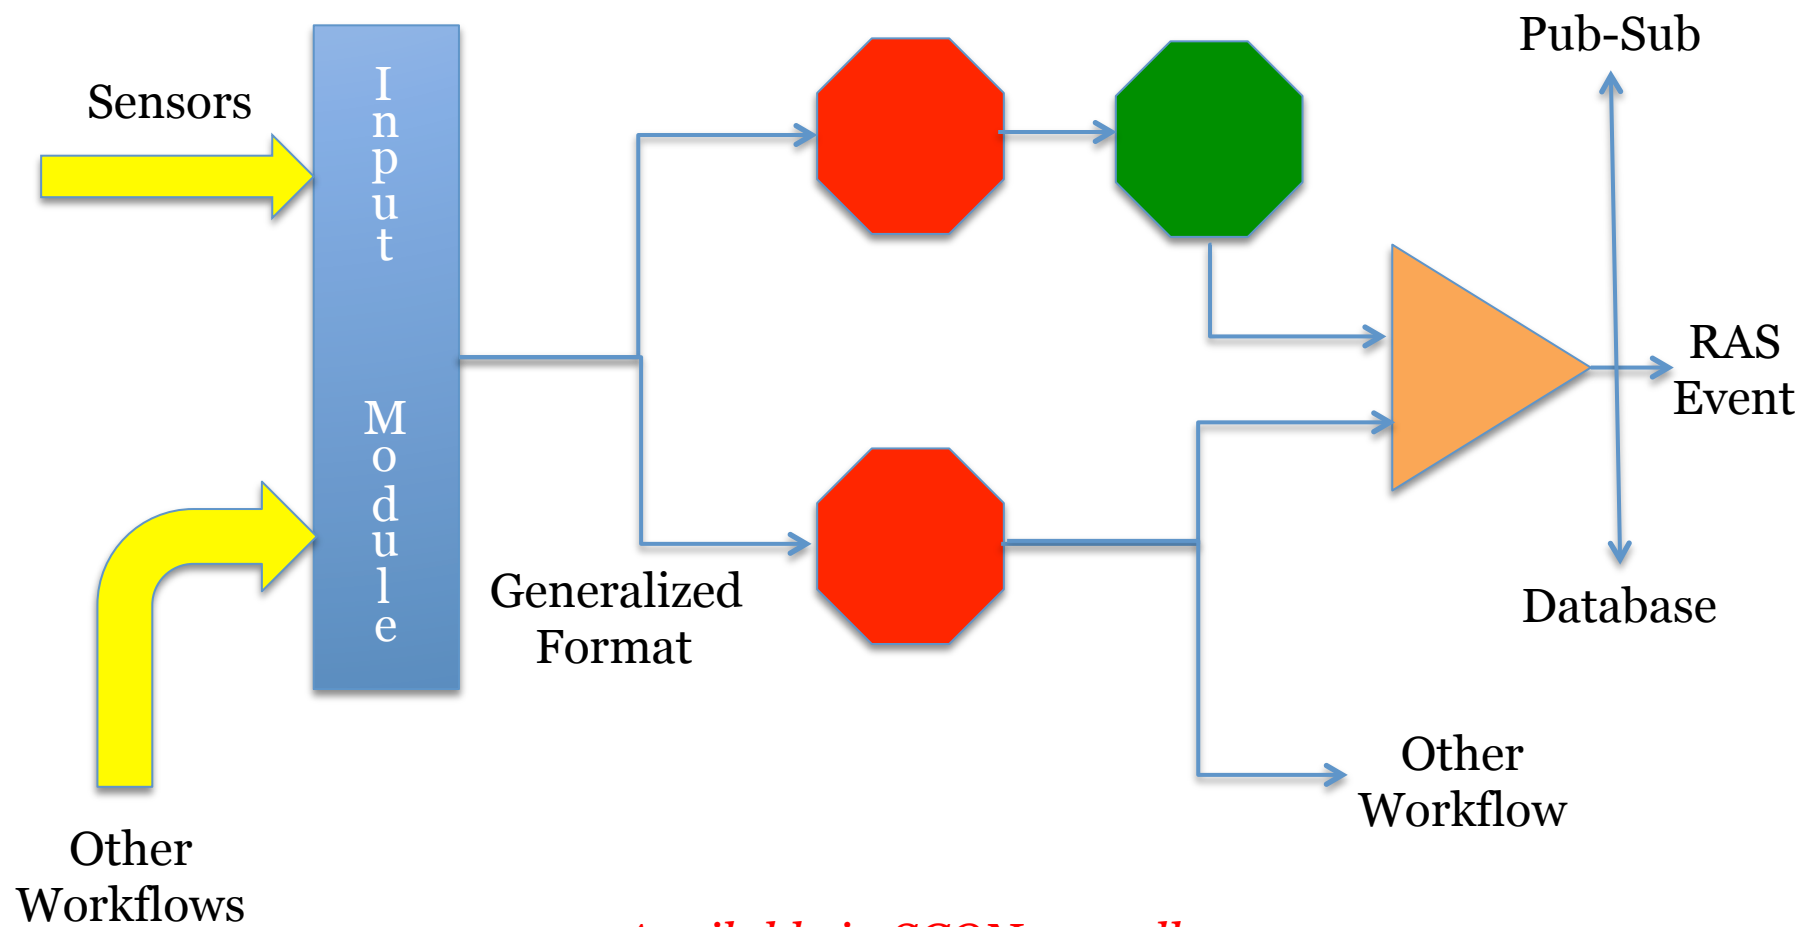 Pub-Sub
Sensors
Input
Module
RAS
Event
Generalized
Format
Database
Other
Workflow
Other
Workflows